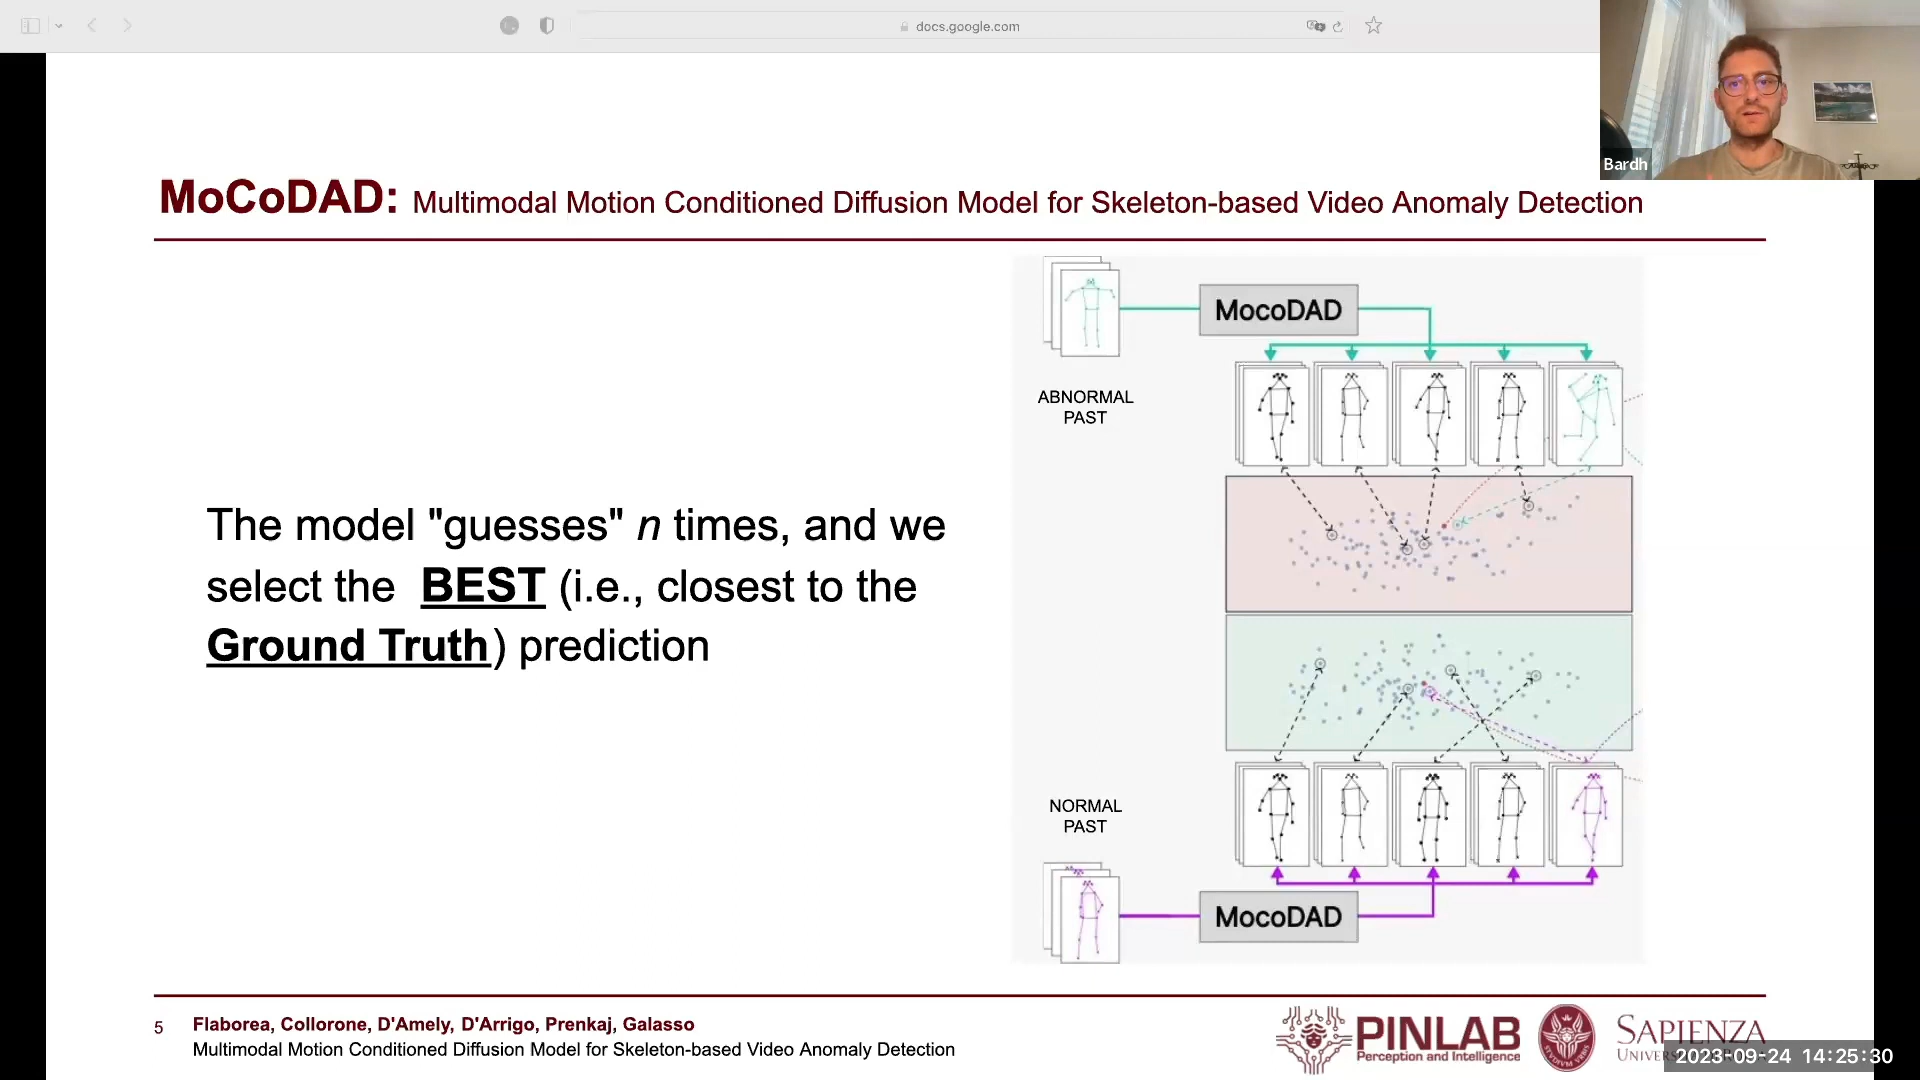 docs.google.com
Bardh
MoCoDAD: Multimodal Motion Conditioned Diffusion Model for Skeleton-based Video Anomaly Detection
MocoDAD
ABNORMAL
PAST
The model "guesses" n times, and we
select the BEST (i.e., closest to the
Ground Truth) prediction
NORMAL
PAST
MocoDAD
5
Flaborea, Collorone, D'Amely, D'Arrigo, Prenkaj, Galasso
Multimodal Motion Conditioned Diffusion Model for Skeleton-based Video Anomaly Detection
PINLAB
Perception and Intelligence
SAPIENZA
2023-09-24 14:25:30